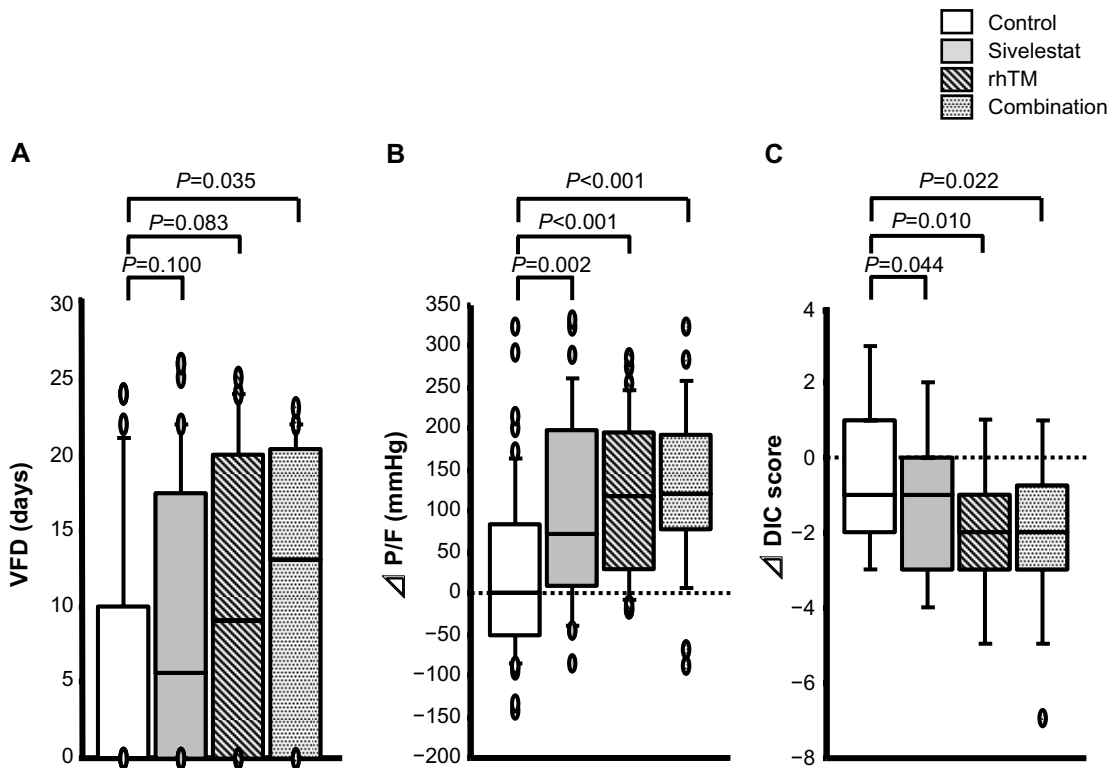 Control
Sivelestat
rhTM
Combination
A
P=0.035
P=0.083
P=0.100
30
25
20
15
10
5
0
VFD (days)
B
P<0.001
P<0.001
P=0.002
350
300
250
200
150
100
50
0
−50
−100
−150
−200
⊿ P/F (mmHg)
C
P=0.022
P=0.010
P=0.044
4
2
0
−2
−4
−6
−8
⊿ DIC score